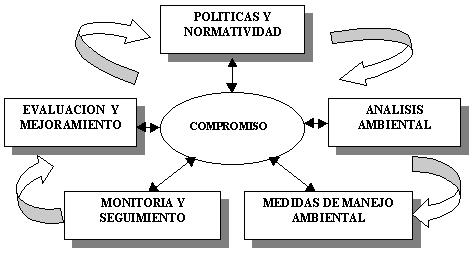 POLITICAS Y
NORMATIVIDAD
EVALUACION Y
MEJORAMIENTO
COMPROMISO
ANALISIS
AMBIENTAL
MONITORIA Y
SEGUIMIENTO
MEDIDAS DE MANEJO
AMBIENTAL